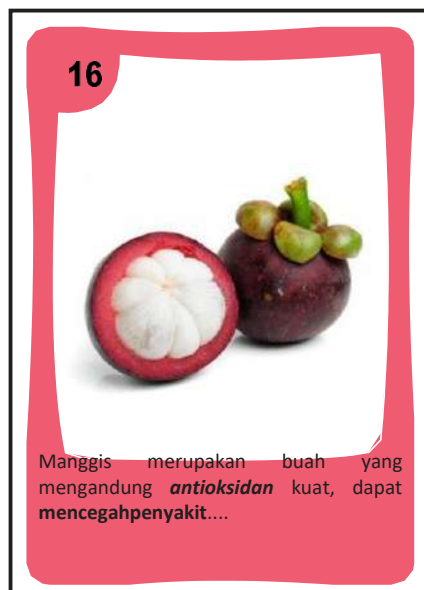 16
Manggis merupakan buah yang
mengandung antioksidan kuat, dapat
mencegahpenyakit....